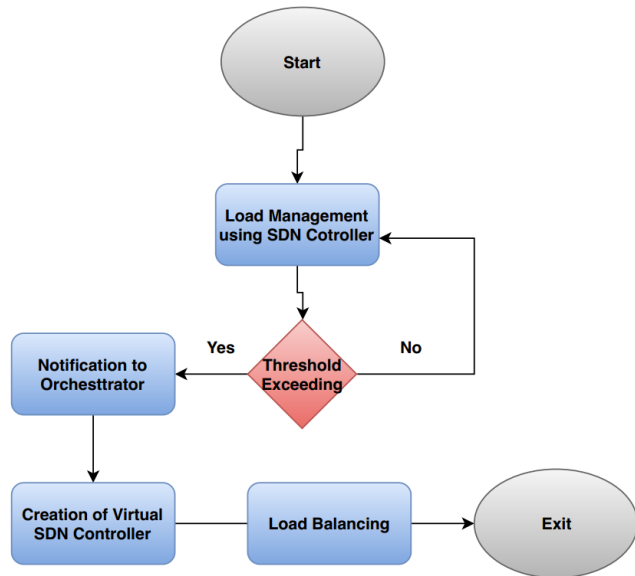 Start
Load Management
using SDN Cotroller
Yes
No
Threshold
Exceeding
Notification to
Orchesttrator
Creation of Virtual
SDN Controller
Load Balancing
Exit